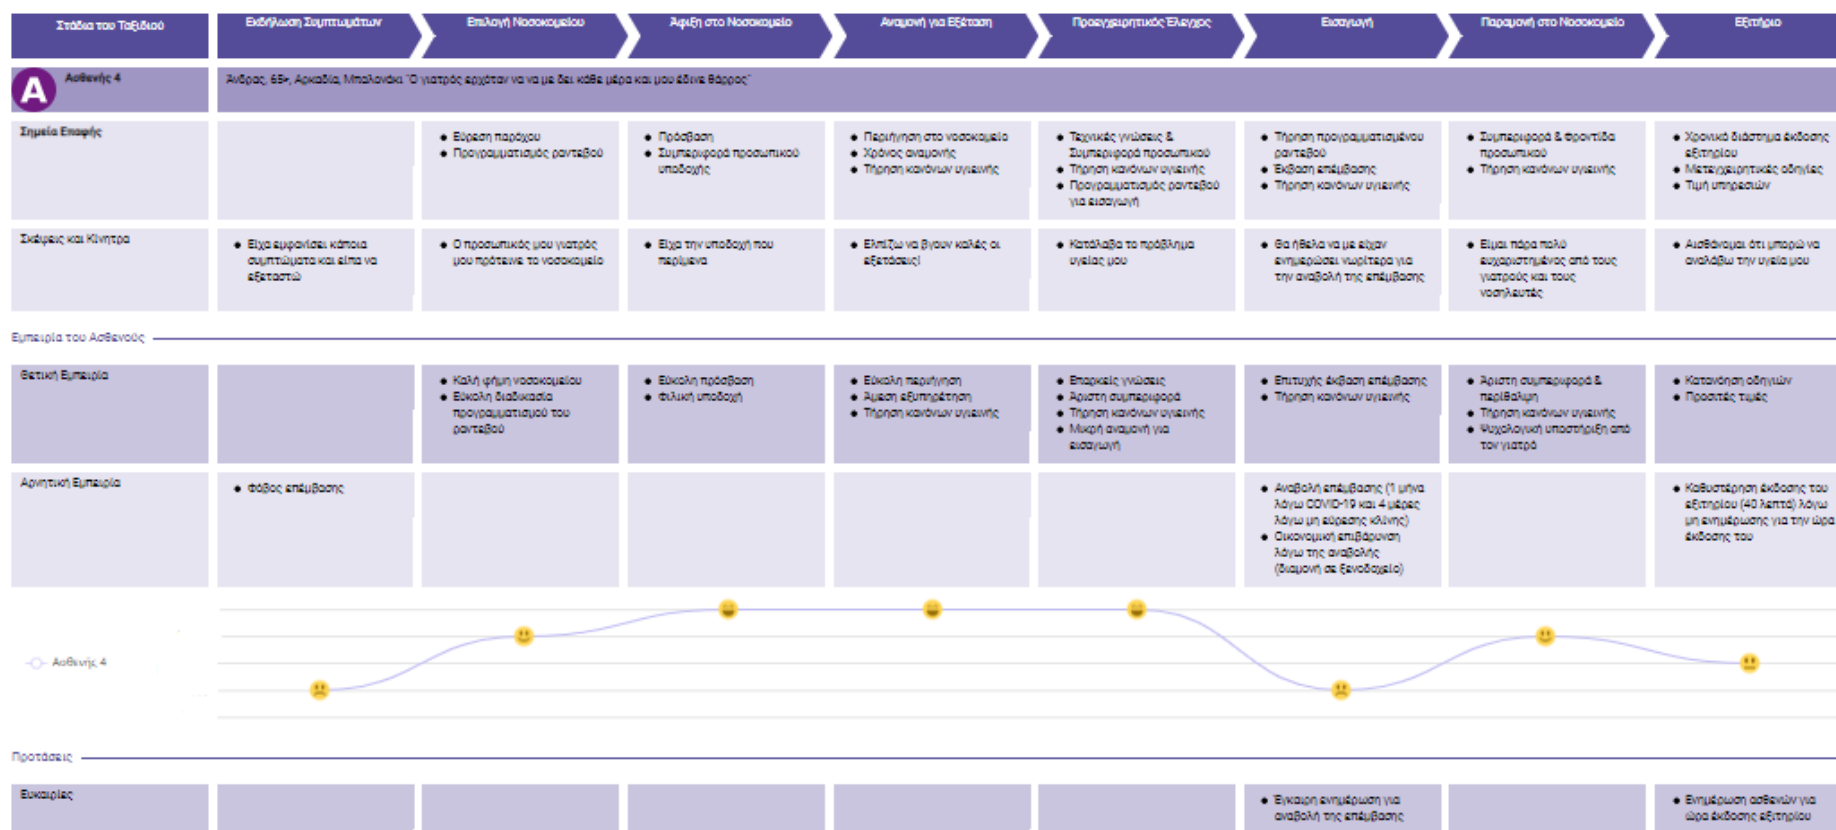 Στάδια του Ταξιδιού
Εκδήλωση Συμπτωμάτων
Επιλογή Νοσοκομείου
Άφιξη στο Νοσοκομείο
Αναμονή για Εξέταση
Προεγχειρητικός Έλεγχος
Εισαγωγή
Παραμονή στο Νοσοκομείο
Εξιτήριο
A
Ασθενής 4
Άνδρας, 65+, Αρκαδία, Μπαλονάκι "Ο γιατρός ερχόταν να να με δει κάθε μέρα και μου έδινε θάρρος"
Σημεία Επαφής
● Εύρεση παρόχου
● Προγραμματισμός ραντεβού
● Πρόσβαση
● Συμπεριφορά προσωπικού
υποδοχής
● Περιήγηση στο νοσοκομείο
● Χρόνος αναμονής
● Τήρηση κανόνων υγιεινής
● Τεχνικές γνώσεις &
Συμπεριφορά προσωπικού
● Τήρηση κανόνων υγιεινής
● Προγραμματισμός ραντεβού
για εισαγωγή
● Τήρηση προγραμματισμένου
ραντεβού
● Έκβαση επέμβασης
● Τήρηση κανόνων υγιεινής
● Συμπεριφορά & Φροντίδα
προσωπικού
● Τήρηση κανόνων υγιεινής
● Χρονικό διάστημα έκδοσης
εξιτηρίου
● Μετεγχειρητικές οδηγίες
● Τιμή υπηρεσιών
Σκέψεις και Κίνητρα
● Είχα εμφανίσει κάποια
συμπτώματα και είπα να
εξεταστώ
● Ο προσωπικός μου γιατρός
μου πρότεινε το νοσοκομείο
● Είχα την υποδοχή που
περίμενα
● Ελπίζω να βγουν καλές οι
εξετάσεις!
● Κατάλαβα το πρόβλημα
υγείας μου
● Θα ήθελα να με είχαν
ενημερώσει νωρίτερα για
την αναβολή της επέμβασης
● Είμαι πάρα πολύ
ευχαριστημένος από τους
γιατρούς και τους
νοσηλευτές
● Αισθάνομαι ότι μπορώ να
αναλάβω την υγεία μου
Εμπειρία του Ασθενούς
Θετική Εμπειρία
● Καλή φήμη νοσοκομείου
● Εύκολη διαδικασία
προγραμματισμού του
ραντεβού
● Εύκολη πρόσβαση
● Φιλική υποδοχή
● Εύκολη περιήγηση
● Άμεση εξυπηρέτηση
● Τήρηση κανόνων υγιεινής
● Επαρκείς γνώσεις
● Άριστη συμπεριφορά
● Τήρηση κανόνων υγιεινής
● Μικρή αναμονή για
εισαγωγή
● Επιτυχής έκβαση επέμβασης
● Τήρηση κανόνων υγιεινής
● Άριστη συμπεριφορά &
περίθαλψη
● Τήρηση κανόνων υγιεινής
● Ψυχολογική υποστήριξη από
τον γιατρό
● Κατανόηση οδηγιών
● Προσιτές τιμές
Αρνητική Εμπειρία
● Φόβος επέμβασης
● Αναβολή επέμβασης (1 μήνα
λόγω COVID-19 και 4 μέρες
λόγω μη εύρεσης κλίνης)
● Οικονομική επιβάρυνση
λόγω της αναβολής
(διαμονή σε ξενοδοχείο)
● Καθυστέρηση έκδοσης του
εξιτηρίου (40 λεπτά) λόγω
μη ενημέρωσης για την ώρα
έκδοσης του
Ασθενής 4
Προτάσεις
Ευκαιρίες
● Έγκαιρη ενημέρωση για
αναβολή της επέμβασης
● Ενημέρωση ασθενών για
ώρα έκδοσης εξιτηρίου